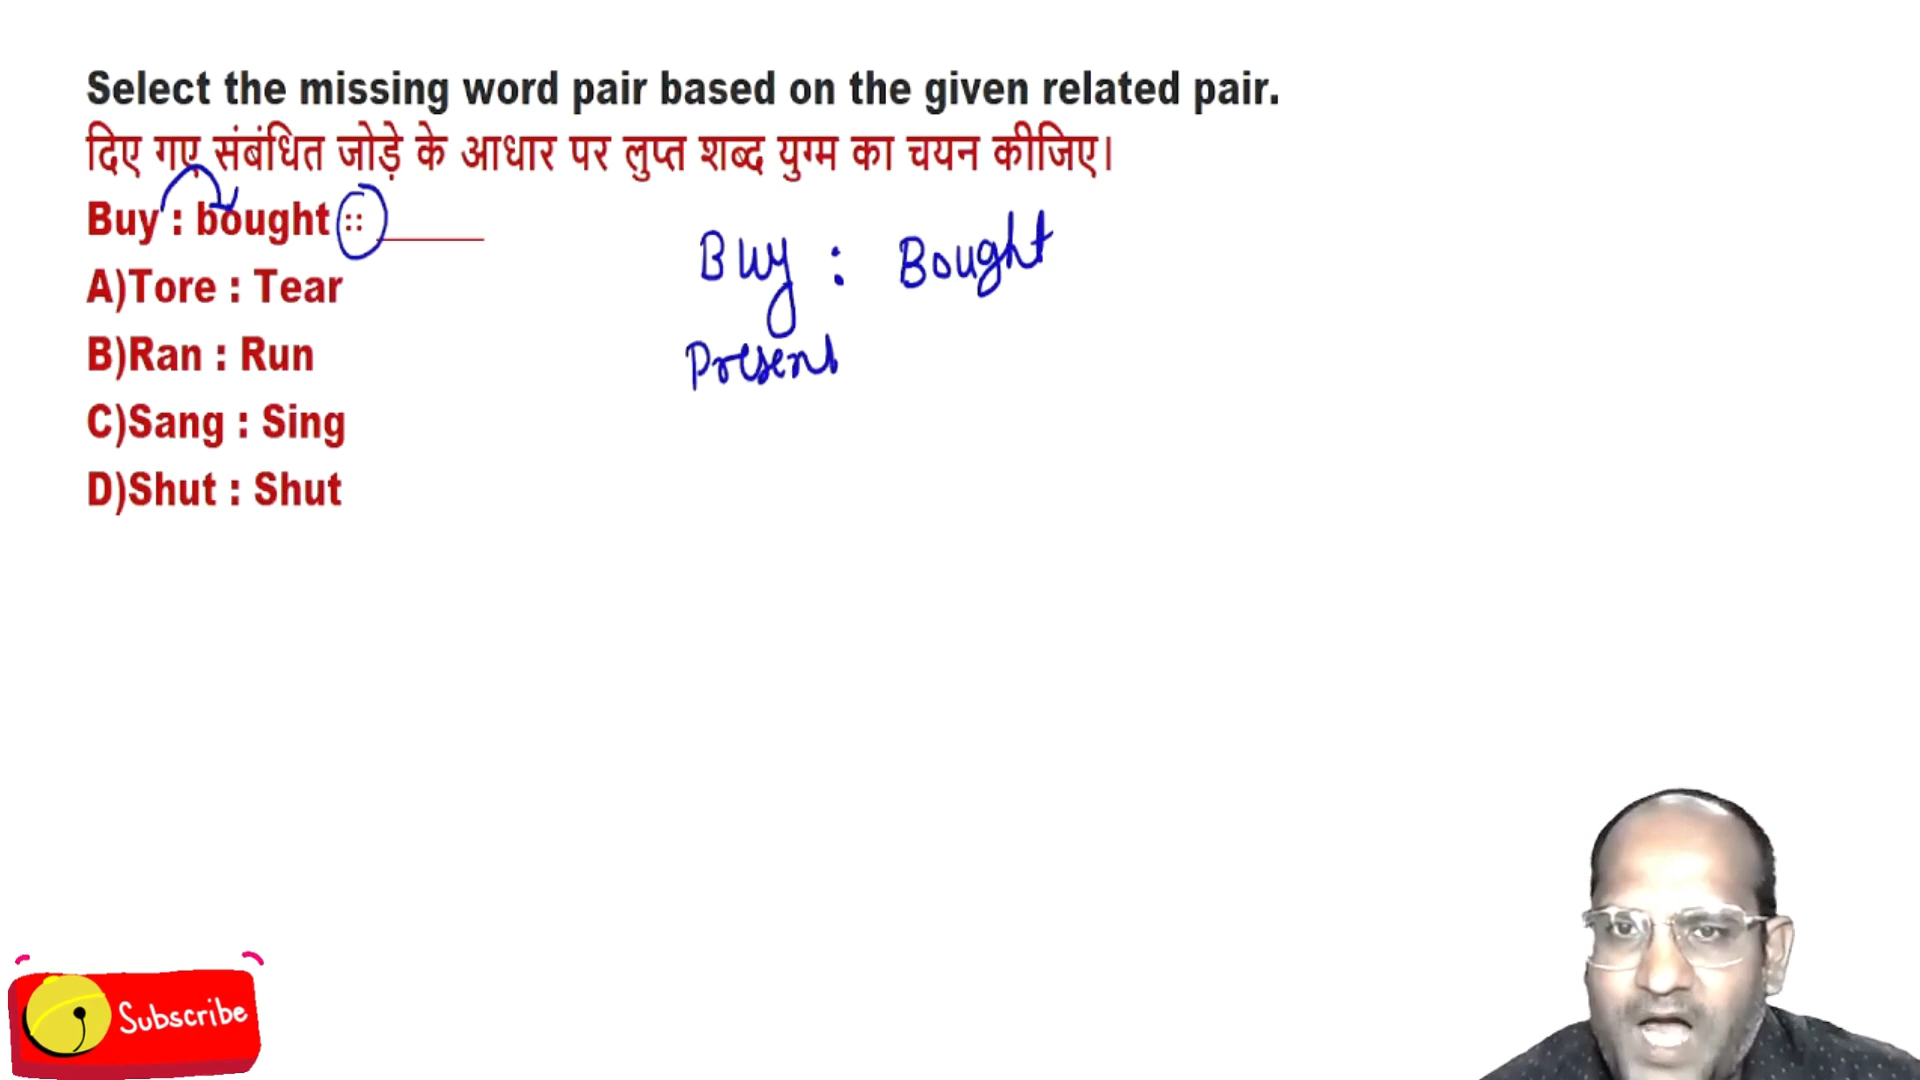 Select the missing word pair based on the given related pair.
दिए गए संबंधित जोड़े के आधार पर लुप्त शब्द युग्म का चयन कीजिए।
Buy : bought :: ______
A)Tore : Tear
B)Ran : Run
C)Sang : Sing
D)Shut : Shut
Buy : Bought
Present
Subscribe